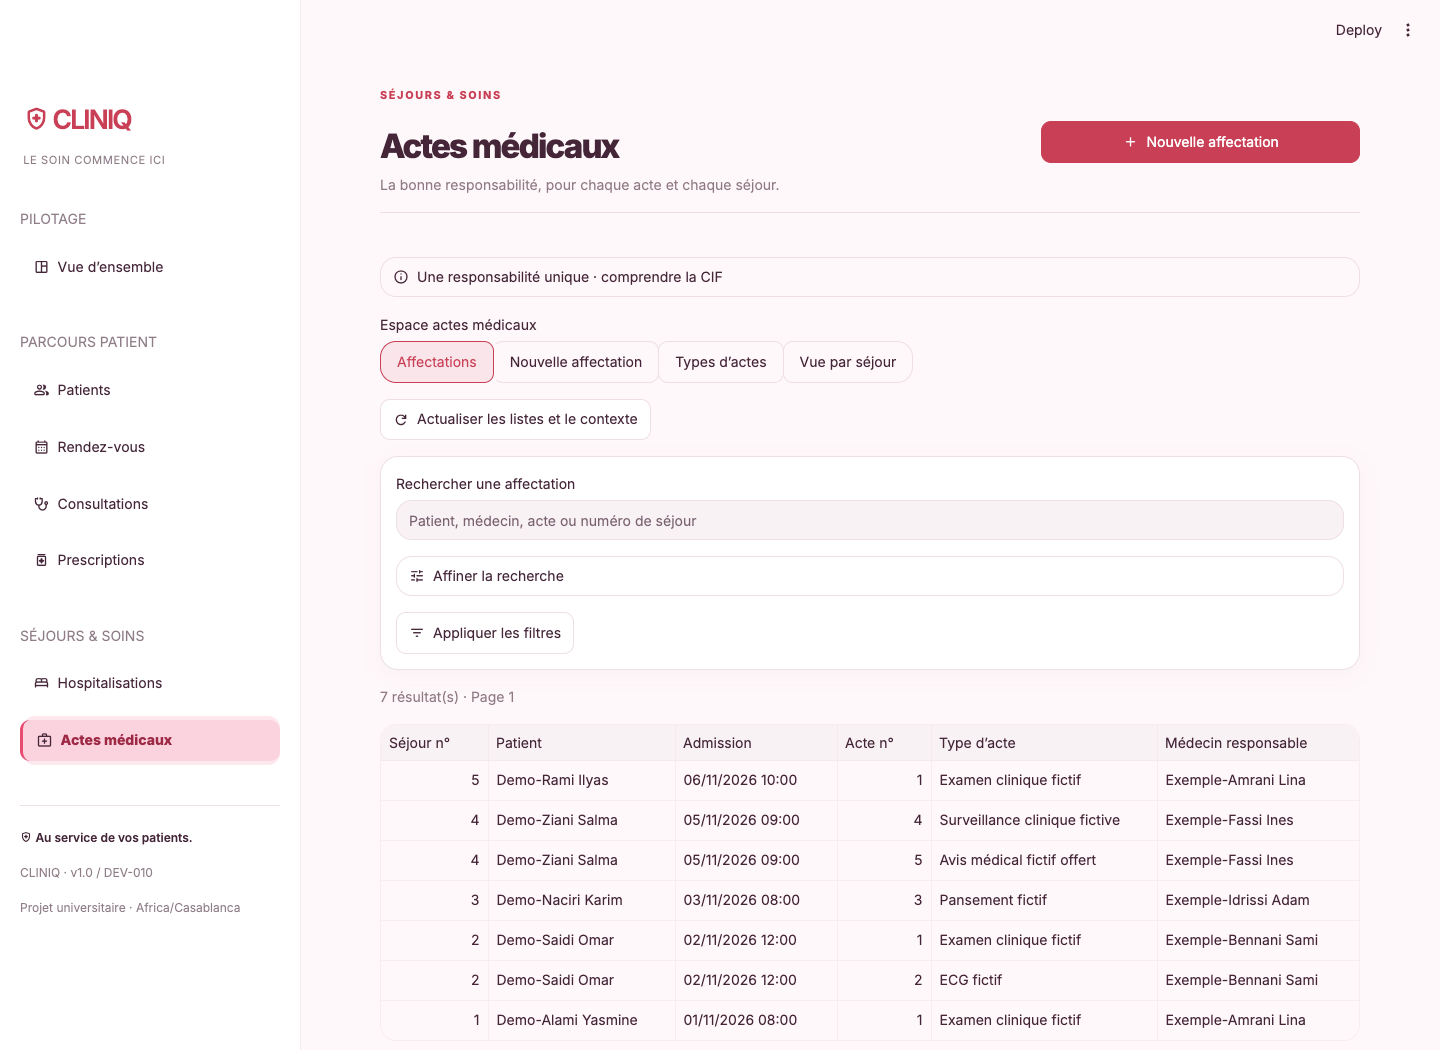 Deploy
CLINIQ
LE SOIN COMMENCE ICI
PILOTAGE
Vue d’ensemble
PARCOURS PATIENT
Patients
Rendez-vous
Consultations
Prescriptions
SÉJOURS & SOINS
Hospitalisations
Actes médicaux
Au service de vos patients.
CLINIQ · v1.0 / DEV-010
Projet universitaire · Africa/Casablanca
SÉJOURS & SOINS
Actes médicaux
Nouvelle affectation
La bonne responsabilité, pour chaque acte et chaque séjour.
Une responsabilité unique · comprendre la CIF
Espace actes médicaux
Affectations Nouvelle affectation Types d’actes Vue par séjour
Actualiser les listes et le contexte
Rechercher une affectation
Patient, médecin, acte ou numéro de séjour
Affiner la recherche
Appliquer les filtres
7 résultat(s) · Page 1
Séjour n° Patient Admission Acte n° Type d’acte Médecin responsable
5 Demo-Rami Ilyas 06/11/2026 10:00 1 Examen clinique fictif Exemple-Amrani Lina
4 Demo-Ziani Salma 05/11/2026 09:00 4 Surveillance clinique fictive Exemple-Fassi Ines
4 Demo-Ziani Salma 05/11/2026 09:00 5 Avis médical fictif offert Exemple-Fassi Ines
3 Demo-Naciri Karim 03/11/2026 08:00 3 Pansement fictif Exemple-Idrissi Adam
2 Demo-Saidi Omar 02/11/2026 12:00 1 Examen clinique fictif Exemple-Bennani Sami
2 Demo-Saidi Omar 02/11/2026 12:00 2 ECG fictif Exemple-Bennani Sami
1 Demo-Alami Yasmine 01/11/2026 08:00 1 Examen clinique fictif Exemple-Amrani Lina